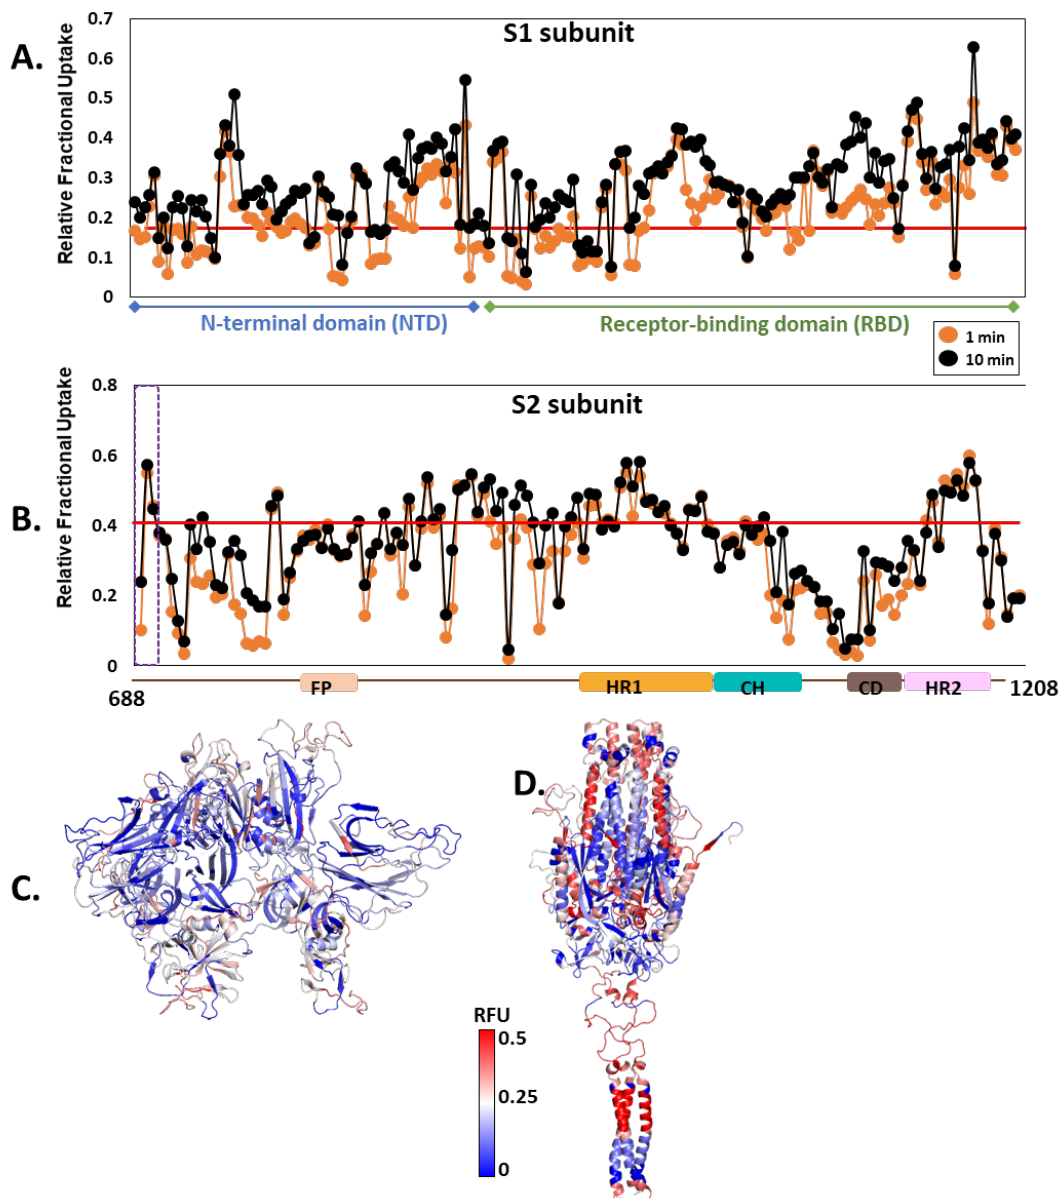 A.
S1 subunit
Relative Fractional Uptake
0.7
0.6
0.5
0.4
0.3
0.2
0.1
0
N-terminal domain (NTD)
Receptor-binding domain (RBD)
1 min
10 min
B.
S2 subunit
Relative Fractional Uptake
0.8
0.6
0.4
0.2
0
688
FP
HR1
CH
CD
HR2
1208
C.
D.
RFU
0.5
0.25
0